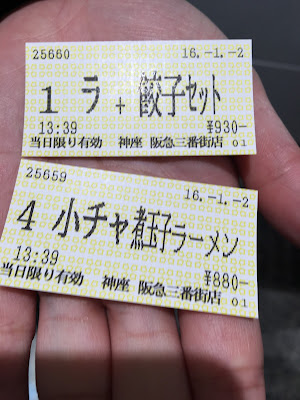 25660 16.-1.-2
1 ラ + 餃子セット
13:39 ¥930-
当日限り有効 神座 阪急三番街店 01
25659 16.-1.-2
4 小チャ煮玉子ラーメン
13:39 ¥880-
当日限り有効 神座 阪急三番街店 01